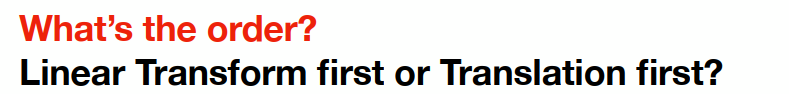 What’s the order?
Linear Transform first or Translation first?